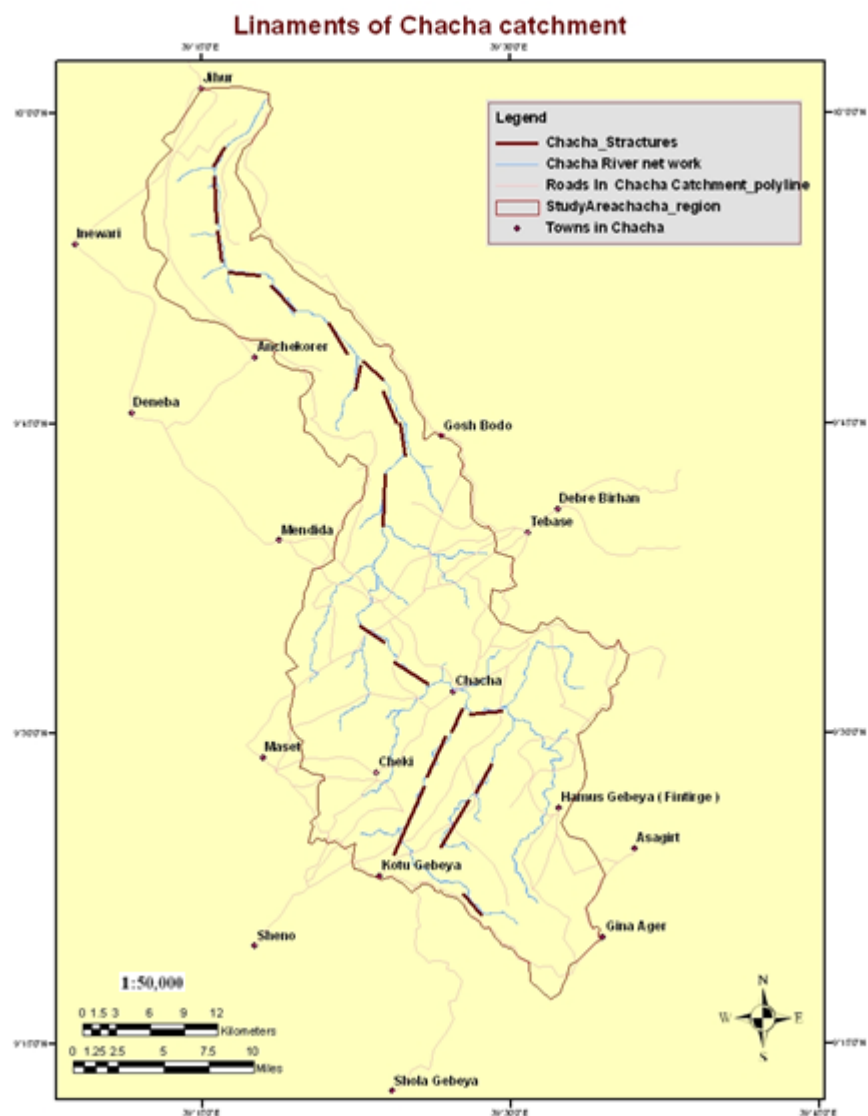 Linaments of Chacha catchment
Jihur
Legend
Chacha_Stractures
Chacha River net work
Roads In Chacha Catchment_polyline
StudyAreachacha_region
Towns in Chacha
Inewari
Anchekorer
Deneba
Gosh Bodo
Debre Birhan
Tebase
Mendida
Chacha
Maset
Cheki
Hamus Gebeya ( Fintirge )
Asagirt
Kotu Gebeya
Sheno
Gina Ager
1:50,000
0 1.5 3 6 9 12
Kilometers
0 1.25 2.5 5 7.5 10
Miles
N
W E
S
Shola Gebeya